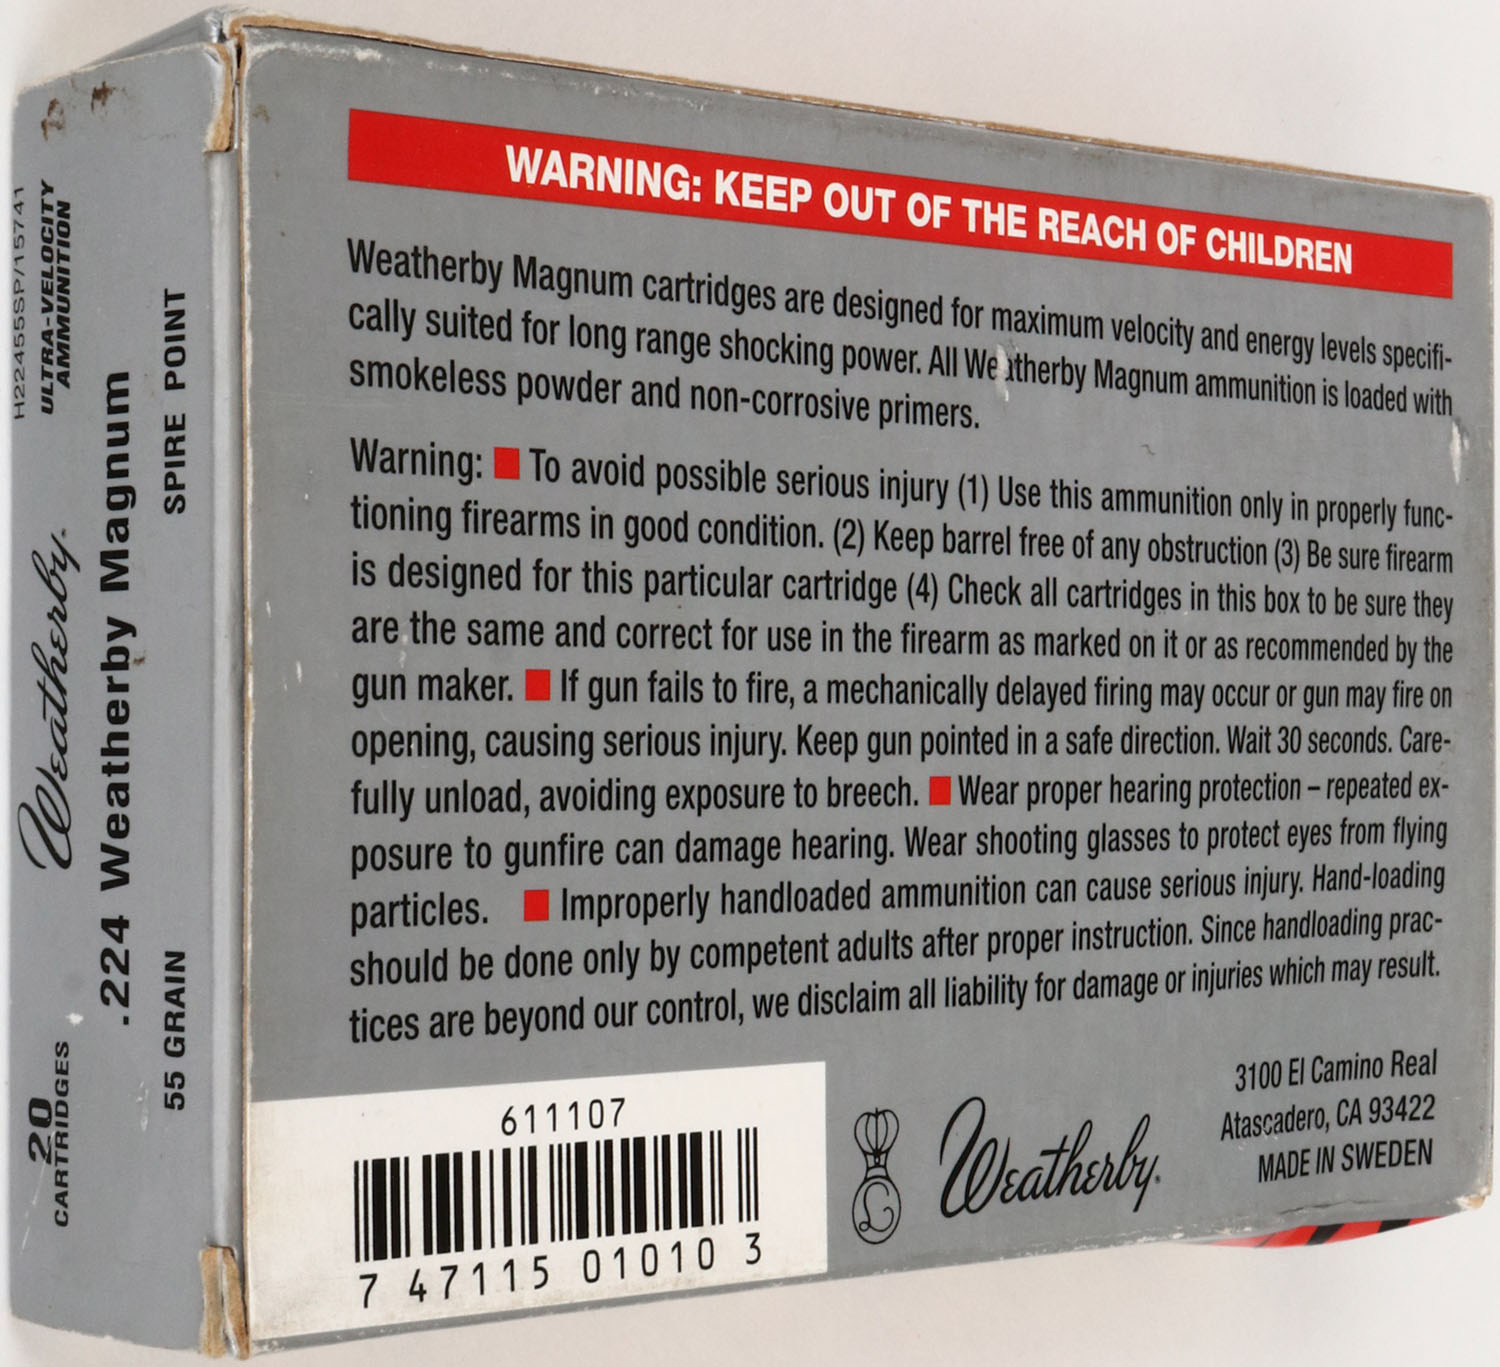 H22455SP/15741
ULTRA-VELOCITY
AMMUNITION
Weatherby
.224 Weatherby Magnum
SPIRE POINT
55 GRAIN
20
CARTRIDGES
WARNING: KEEP OUT OF THE REACH OF CHILDREN
Weatherby Magnum cartridges are designed for maximum velocity and energy levels specifi-
cally suited for long range shocking power. All Weatherby Magnum ammunition is loaded with
smokeless powder and non-corrosive primers.
Warning: ■ To avoid possible serious injury (1) Use this ammunition only in properly func-
tioning firearms in good condition. (2) Keep barrel free of any obstruction (3) Be sure firearm
is designed for this particular cartridge (4) Check all cartridges in this box to be sure they
are the same and correct for use in the firearm as marked on it or as recommended by the
gun maker. ■ If gun fails to fire, a mechanically delayed firing may occur or gun may fire on
opening, causing serious injury. Keep gun pointed in a safe direction. Wait 30 seconds. Care-
fully unload, avoiding exposure to breech. ■ Wear proper hearing protection – repeated ex-
posure to gunfire can damage hearing. Wear shooting glasses to protect eyes from flying
particles. ■ Improperly handloaded ammunition can cause serious injury. Hand-loading
should be done only by competent adults after proper instruction. Since handloading prac-
tices are beyond our control, we disclaim all liability for damage or injuries which may result.
611107
7 47115 01010 3
Weatherby®
3100 El Camino Real
Atascadero, CA 93422
MADE IN SWEDEN